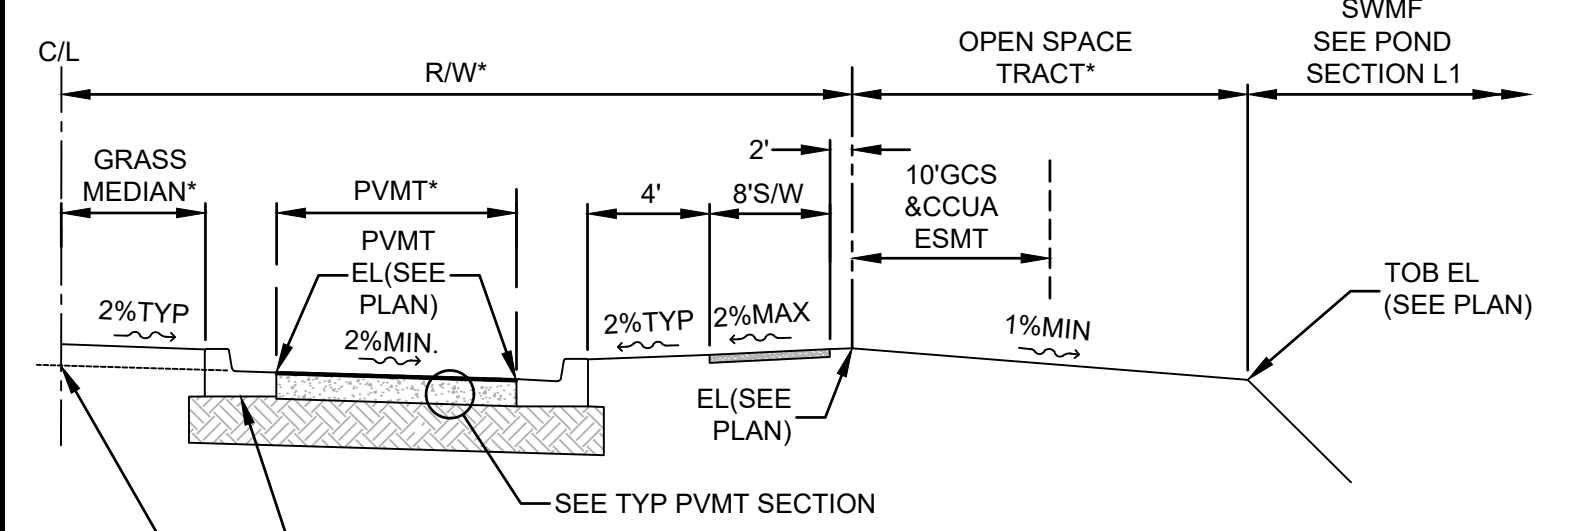 SWMF
SEE POND
SECTION L1
OPEN SPACE
TRACT*
C/L
R/W*
2'
GRASS
MEDIAN*
PVMT*
4'
8'S/W
10'GCS
&CCUA
ESMT
PVMT
EL(SEE
PLAN)
TOB EL
(SEE PLAN)
2%TYP
2%MIN.
2%TYP
2%MAX
1%MIN
EL(SEE
PLAN)
SEE TYP PVMT SECTION